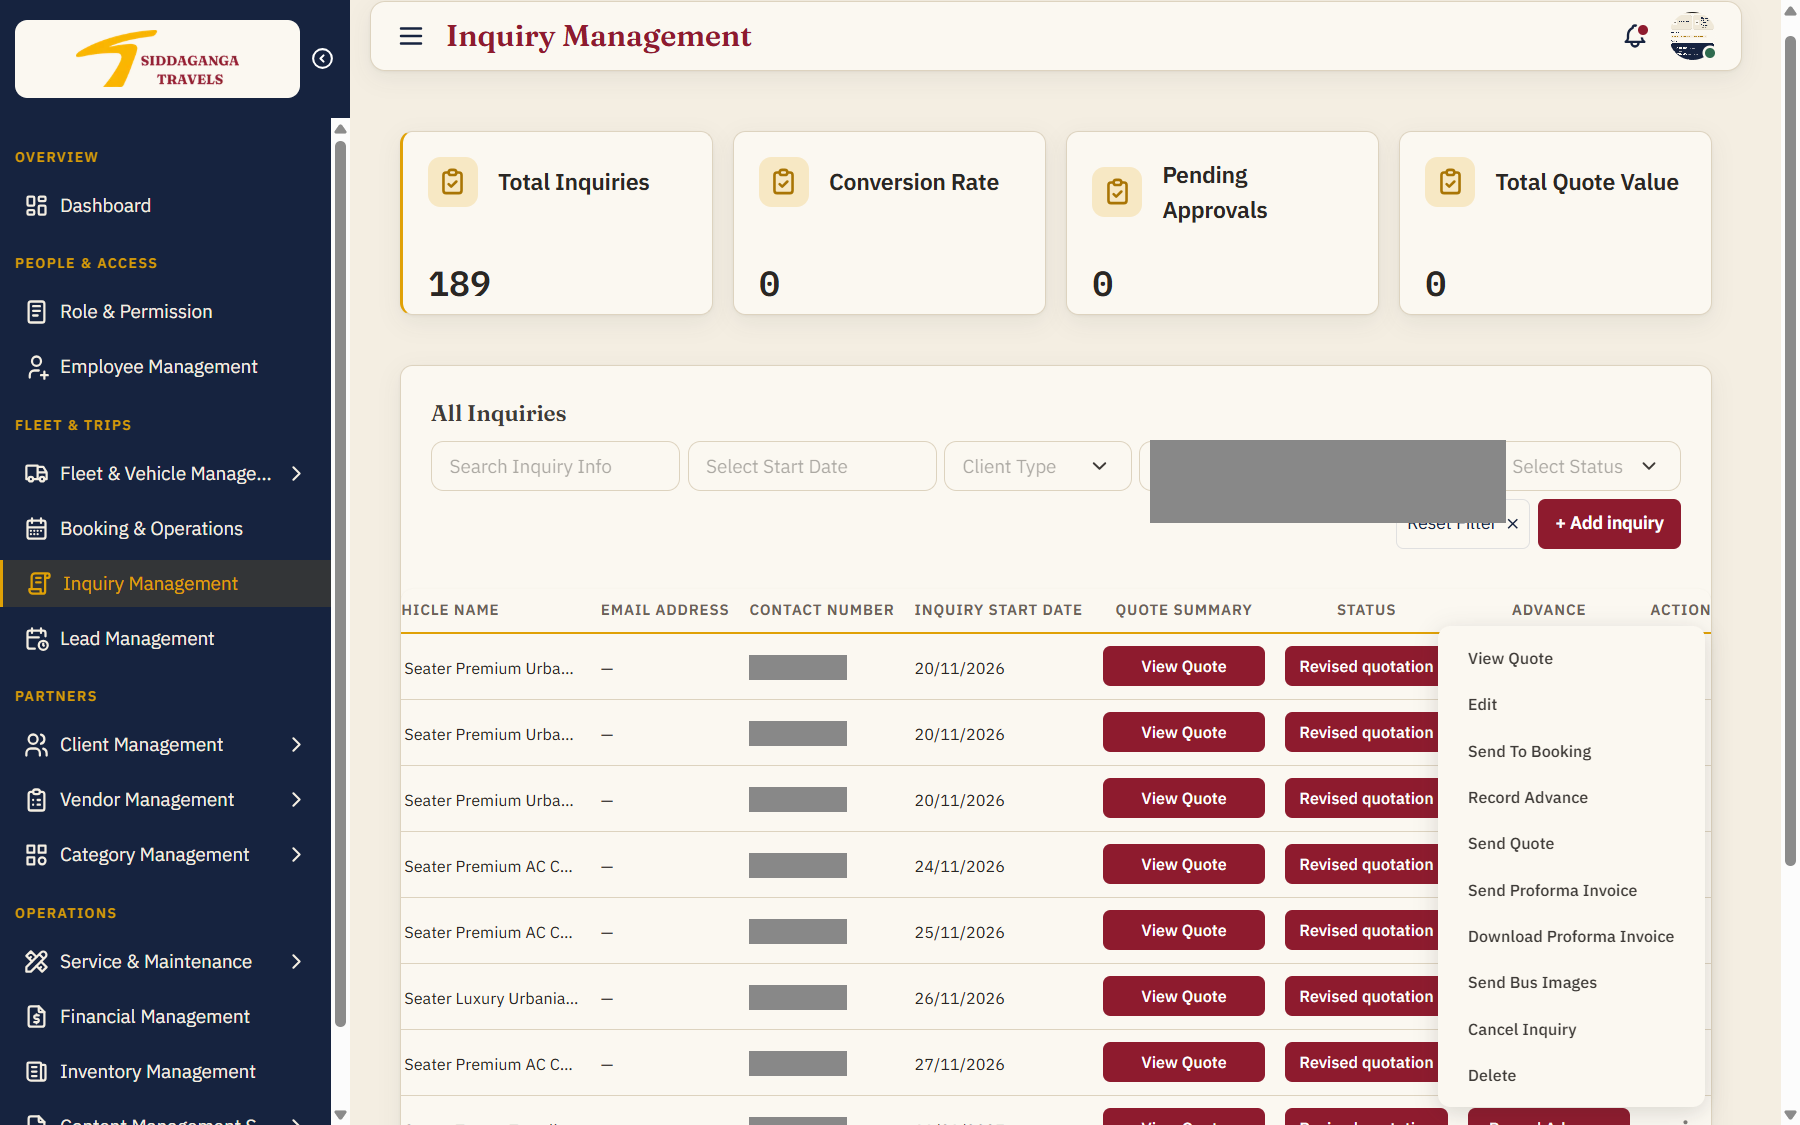 SIDDAGANGA
TRAVELS
Inquiry Management
OVERVIEW
Dashboard
PEOPLE & ACCESS
Role & Permission
Employee Management
FLEET & TRIPS
Fleet & Vehicle Manage...
Booking & Operations
Inquiry Management
Lead Management
PARTNERS
Client Management
Vendor Management
Category Management
OPERATIONS
Service & Maintenance
Financial Management
Inventory Management
Total Inquiries
189
Conversion Rate
0
Pending
Approvals
0
Total Quote Value
0
All Inquiries
Search Inquiry Info
Select Start Date
Client Type
Select Status
Reset Filter
+ Add inquiry
HICLE NAME EMAIL ADDRESS CONTACT NUMBER INQUIRY START DATE QUOTE SUMMARY STATUS ADVANCE ACTION
Seater Premium Urba... — 20/11/2026 View Quote Revised quotation
Seater Premium Urba... — 20/11/2026 View Quote Revised quotation
Seater Premium Urba... — 20/11/2026 View Quote Revised quotation
Seater Premium AC C... — 24/11/2026 View Quote Revised quotation
Seater Premium AC C... — 25/11/2026 View Quote Revised quotation
Seater Luxury Urbania... — 26/11/2026 View Quote Revised quotation
Seater Premium AC C... — 27/11/2026 View Quote Revised quotation
View Quote
Edit
Send To Booking
Record Advance
Send Quote
Send Proforma Invoice
Download Proforma Invoice
Send Bus Images
Cancel Inquiry
Delete